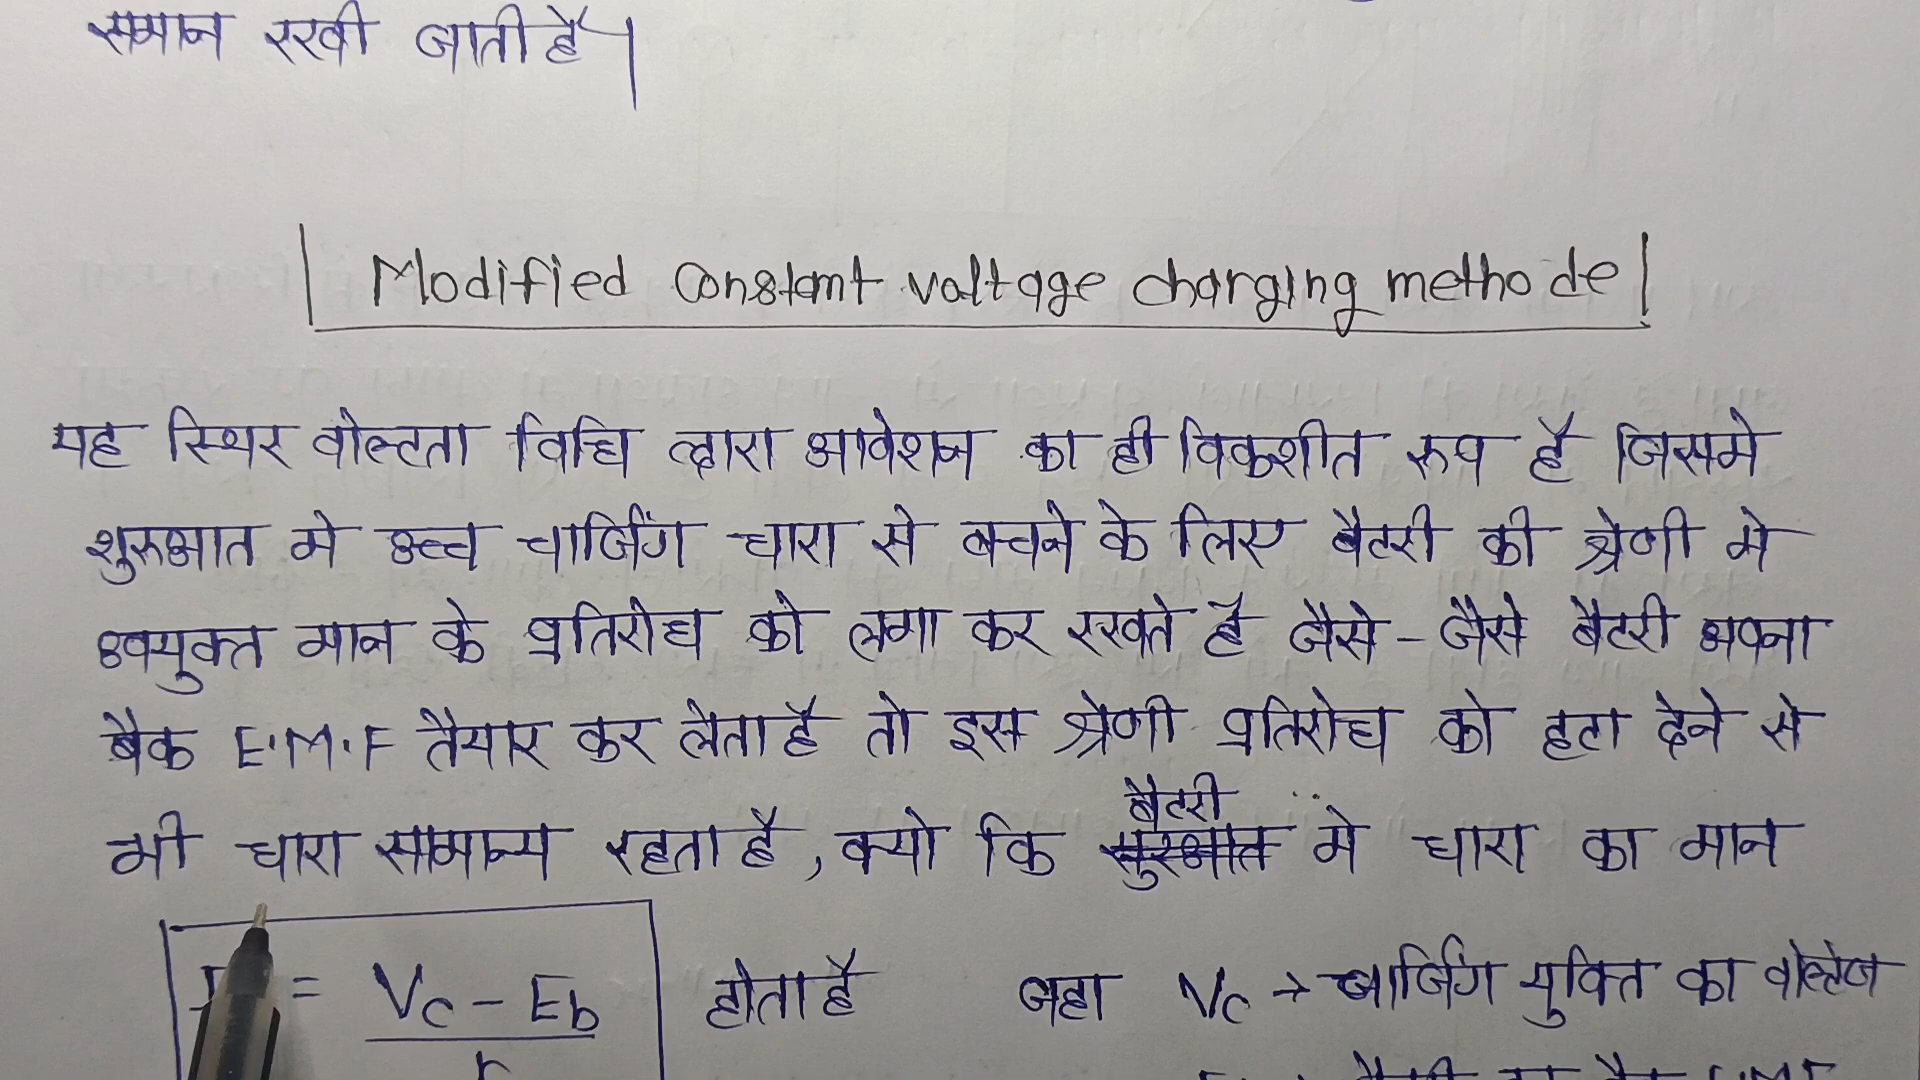 समान रखी जाती है।
Modified Constant voltage charging methode
यह स्थिर वोल्टता विधि द्वारा आवेशन का ही विकशीत रूप है जिसमे
शुरुआत मे उच्च चार्जिंग धारा से बचने के लिए बैटरी की श्रेणी मे
उपयुक्त मान के प्रतिरोध को लगा कर रखते है जैसे-जैसे बैटरी अपना
बैक E.M.F तैयार कर लेता है तो इस श्रेणी प्रतिरोध को हटा देने से
बैटरी
भी धारा सामान्य रहता है, क्यो कि सुरुआत मे धारा का मान
I = Vc - Eb होता है जहा Vc → चार्जिंग युक्ति का वोल्टेज
r